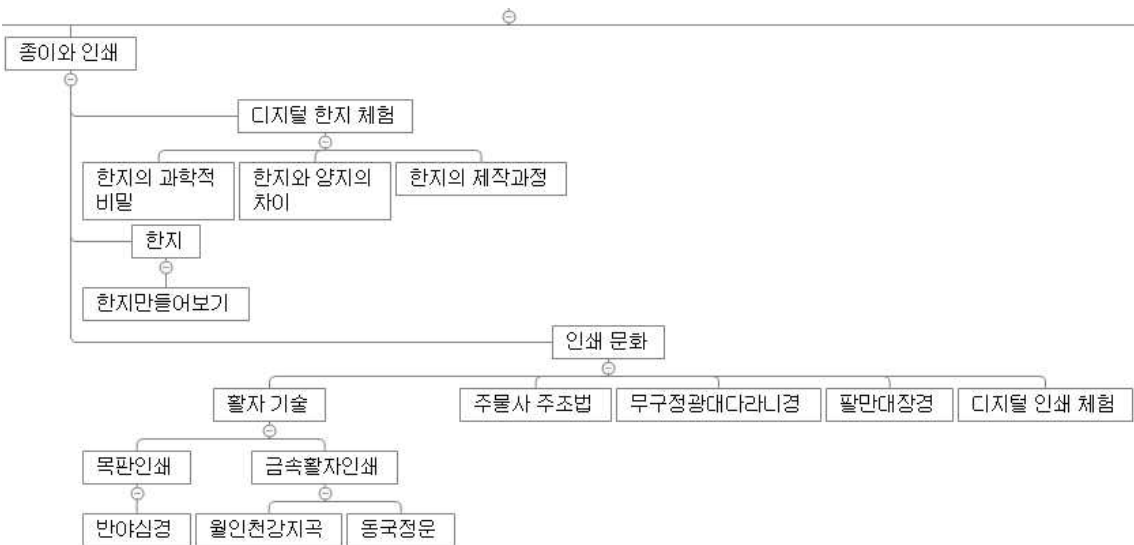 종이와 인쇄
디지털 한지 체험
한지의 과학적
비밀
한지와 양지의
차이
한지의 제작과정
한지
한지만들어보기
인쇄 문화
활자 기술
주물사 주조법
무구정광대다라니경
팔만대장경
디지털 인쇄 체험
목판인쇄
금속활자인쇄
반야심경
월인천강지곡
동국정운